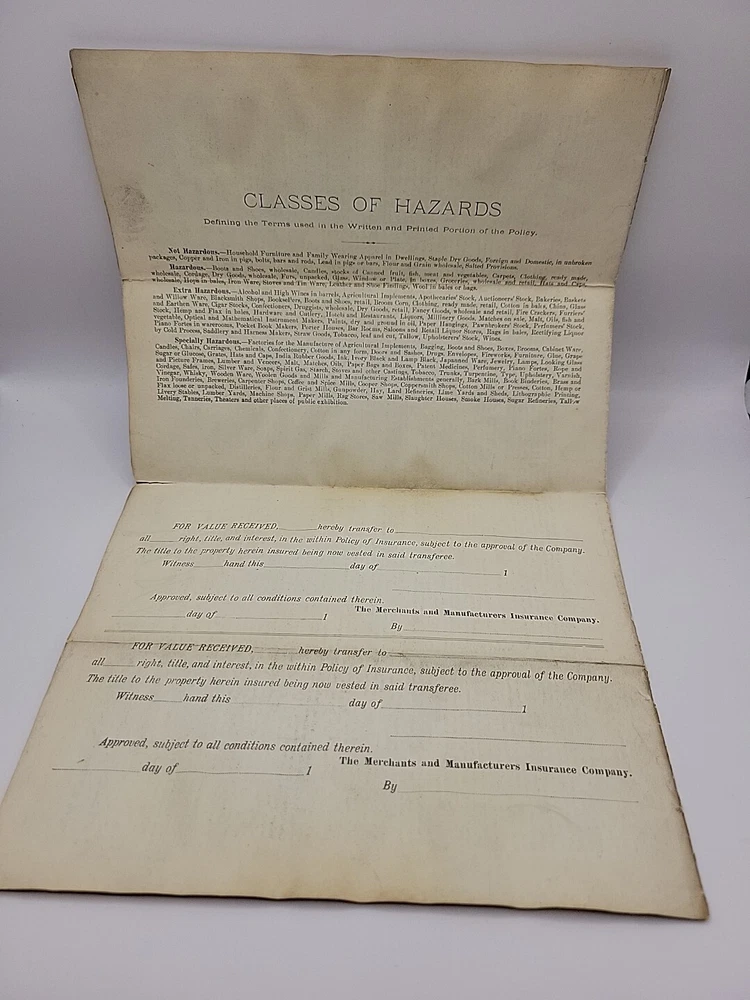 CLASSES OF HAZARDS
Defining the Terms used in the Written and Printed Portion of the Policy.
Not Hazardous.—Household Furniture and Family Wearing Apparel in Dwellings, Staple Dry Goods, Foreign and Domestic, in unbroken
packages, Copper and Iron in pigs, bolts, bars and rods, Lead in pigs or bars, Flour and Grain wholesale, Salted Provisions.
Hazardous.—Boots and Shoes, wholesale, Candles, stocks of Canned fruit, fish, meat and vegetables, Carpets, Clothing, ready made,
wholesale, Cordage, Dry Goods, wholesale, Furs, unpacked, Glass, Window or Plate, in boxes, Groceries, wholesale and retail, Hats and Caps,
wholesale, Hops in bales, Iron Ware, Stoves and Tin Ware, Leather and Shoe Findings, Wool in bales or bags.
Extra Hazardous.—Alcohol and High Wines in barrels, Agricultural Implements, Apothecaries' Stock, Auctioneers' Stock, Bakeries, Baskets
and Willow Ware, Blacksmith Shops, Booksellers, Boots and Shoes, retail, Broom Corn, Clothing, ready made, retail, Cotton in bales, China, Glass
and Earthen Ware, Cigar Stocks, Confectioners, Druggists, wholesale, Dry Goods, retail, Fancy Goods, wholesale and retail, Fire Crackers, Furriers'
Stock, Hemp and Flax in bales, Hardware and Cutlery, Hotels and Restaurants, Liquors, Millinery Goods, Matches on sale, Malt, Oils, fish and
vegetable, Optical and Mathematical Instrument Makers, Paints, dry and ground in oil, Paper Hangings, Pawnbrokers' Stock, Perfumers' Stock,
Piano Fortes in warerooms, Pocket Book Makers, Porter Houses, Bar Rooms, Saloons and Retail Liquor Stores, Rags in bales, Rectifying Liquor
by Cold Process, Saddlery and Harness Makers, Straw Goods, Tobacco, leaf and cut, Tallow, Upholsterers' Stock, Wines.
Specially Hazardous.—Factories for the Manufacture of Agricultural Implements, Bagging, Boots and Shoes, Boxes, Brooms, Cabinet Ware,
Candles, Chairs, Carriages, Chemicals, Confectionery, Cotton in any form, Doors and Sashes, Drugs, Envelopes, Fireworks, Furniture, Glue, Grape
Sugar or Glucose, Grates, Hats and Caps, India Rubber Goods, Ink, Ivory Black and Lamp Black, Japanned Ware, Jewelry, Lamps, Looking Glass
and Picture Frames, Lumber and Veneers, Malt, Matches, Oils, Paper Bags and Boxes, Patent Medicines, Perfumery, Piano Fortes, Rope and
Cordage, Safes, Iron, Silver Ware, Soaps, Spirit Gas, Starch, Stoves and other Castings, Tobacco, Trunks, Turpentine, Type, Upholstery, Varnish,
Vinegar, Whisky, Wooden Ware, Woolen Goods and Mills and Manufacturing Establishments generally, Bark Mills, Book Binderies, Brass and
Iron Founderies, Breweries, Carpenter Shops, Coffee and Spice Mills, Cooper Shops, Coppersmith Shops, Cotton Mills or Presses, Cotton, Hemp or
Flax loose or unpacked, Distilleries, Flour and Grist Mills, Gunpowder, Hay, Lard Refineries, Lime Yards and Sheds, Lithographic Printing,
Livery Stables, Lumber Yards, Machine Shops, Paper Mills, Rag Stores, Saw Mills, Slaughter Houses, Smoke Houses, Sugar Refineries, Tallow
Melting, Tanneries, Theaters and other places of public exhibition.
FOR VALUE RECEIVED, hereby transfer to
all right, title, and interest, in the within Policy of Insurance, subject to the approval of the Company.
The title to the property herein insured being now vested in said transferee.
Witness hand this day of 1
Approved, subject to all conditions contained therein.
day of 1 The Merchants and Manufacturers Insurance Company.
By
FOR VALUE RECEIVED, hereby transfer to
all right, title, and interest, in the within Policy of Insurance, subject to the approval of the Company.
The title to the property herein insured being now vested in said transferee.
Witness hand this day of 1
Approved, subject to all conditions contained therein.
day of 1 The Merchants and Manufacturers Insurance Company.
By